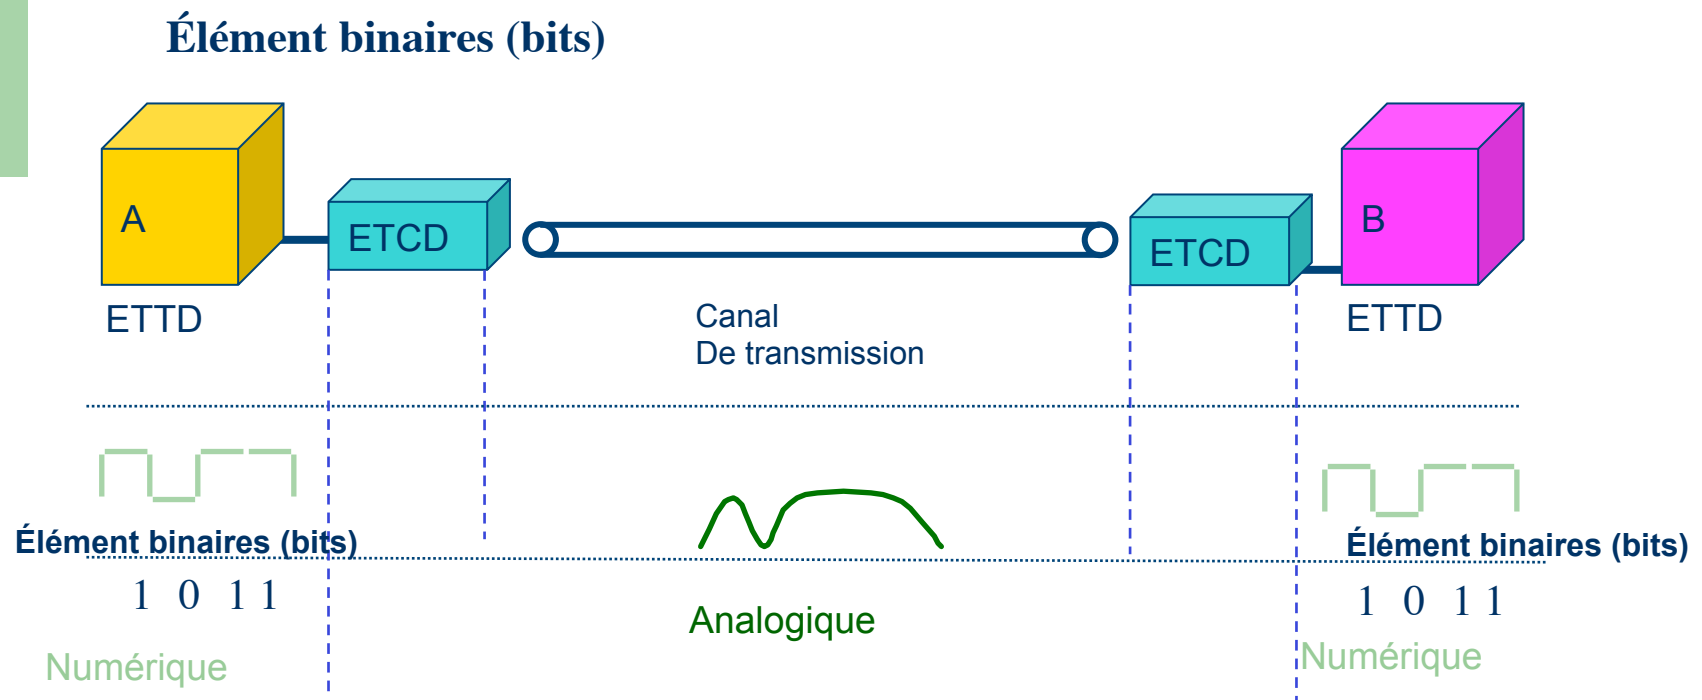 Élément binaires (bits)
A
ETCD
ETCD
B
ETTD
Canal
De transmission
ETTD
Élément binaires (bits)
Élément binaires (bits)
1 0 1 1
1 0 1 1
Analogique
Numérique
Numérique